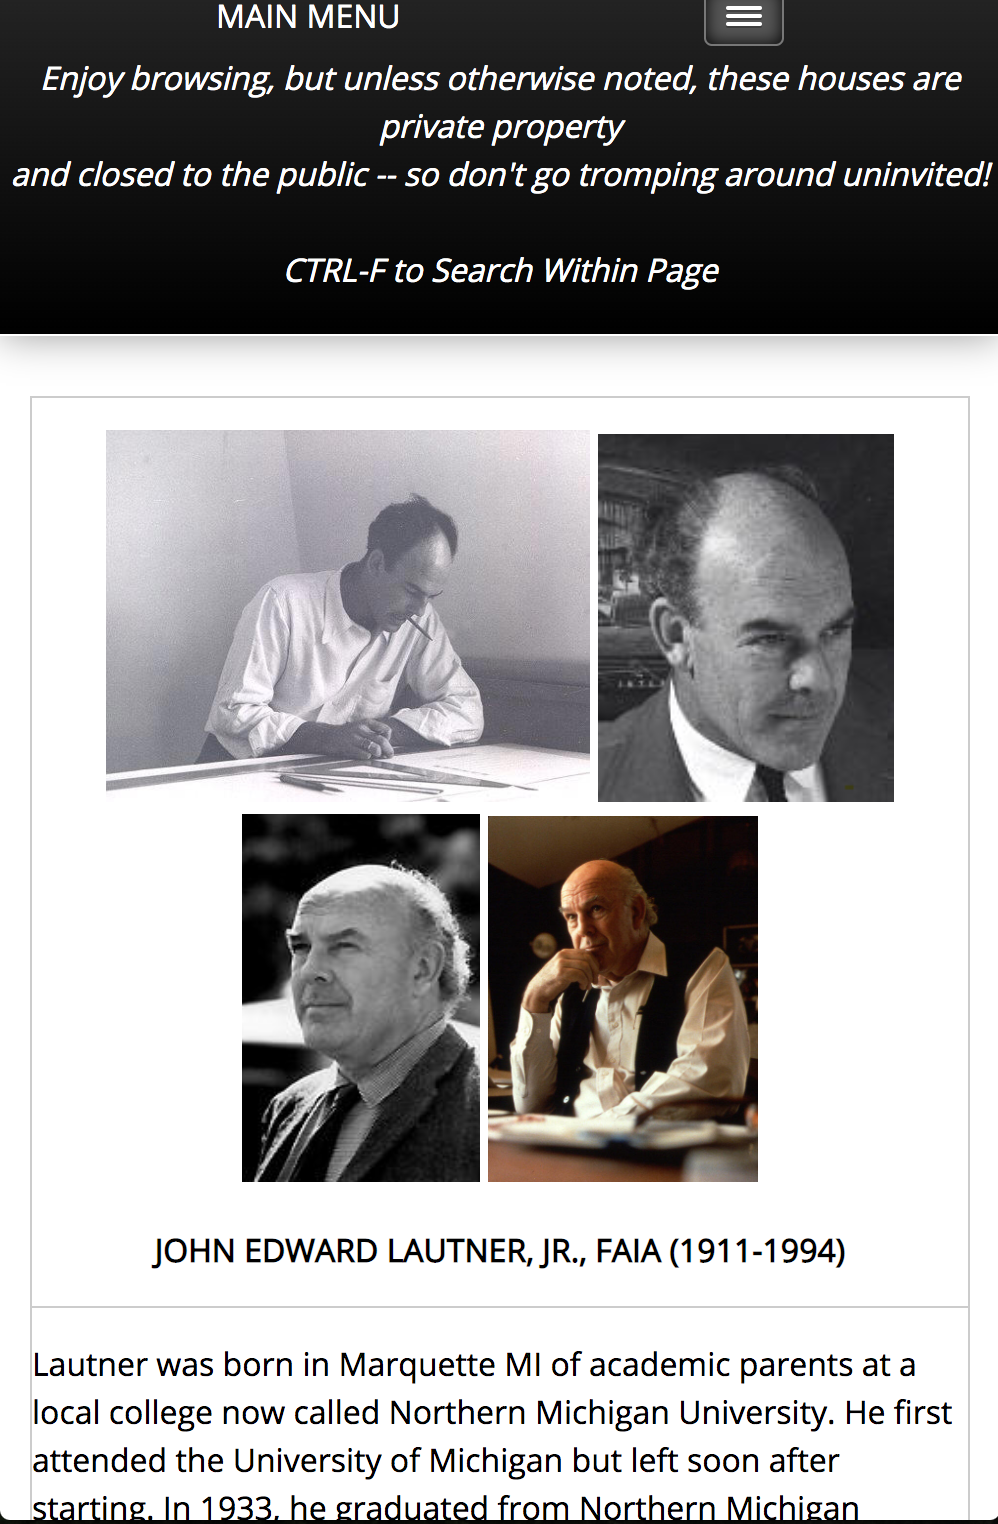 MAIN MENU
Enjoy browsing, but unless otherwise noted, these houses are
private property
and closed to the public -- so don't go tromping around uninvited!
CTRL-F to Search Within Page
JOHN EDWARD LAUTNER, JR., FAIA (1911-1994)
Lautner was born in Marquette MI of academic parents at a
local college now called Northern Michigan University. He first
attended the University of Michigan but left soon after
starting. In 1933, he graduated from Northern Michigan